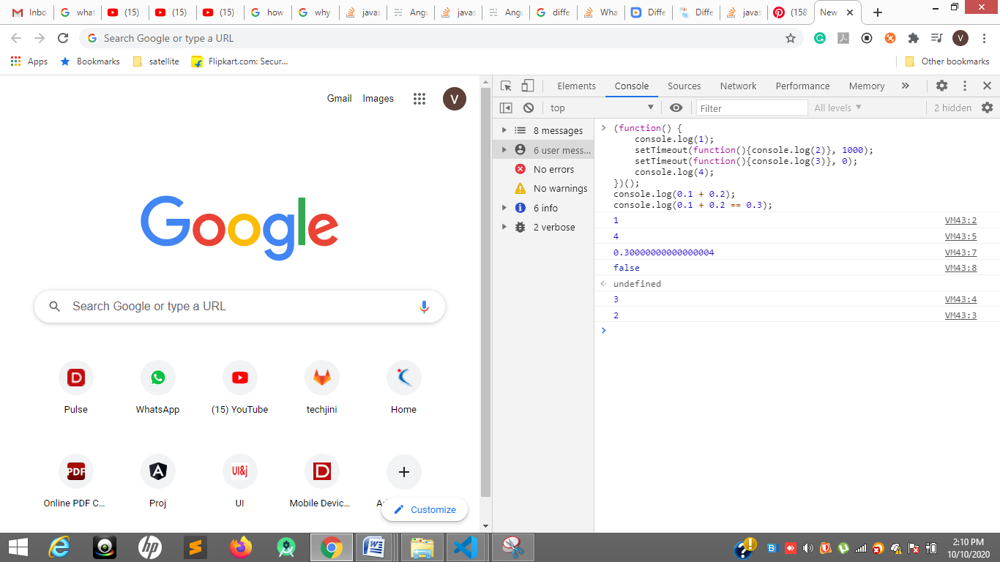 Inbo
what
(15)
(15)
(15)
how
why
javas
Angu
javas
Angu
differ
Wha
Diffe
Diffe
javas
(158
New
Search Google or type a URL
V
Apps
Bookmarks
satellite
Flipkart.com: Secur...
Other bookmarks
Gmail
Images
V
Google
Search Google or type a URL
Pulse
WhatsApp
(15) YouTube
techjini
Home
PDF
UI&j
Online PDF C...
Proj
UI
Mobile Devic...
Customize
Elements
Console
Sources
Network
Performance
Memory
top
Filter
All levels
2 hidden
8 messages
6 user mess...
No errors
No warnings
6 info
2 verbose
(function() {
console.log(1);
setTimeout(function(){console.log(2)}, 1000);
setTimeout(function(){console.log(3)}, 0);
console.log(4);
})();
console.log(0.1 + 0.2);
console.log(0.1 + 0.2 == 0.3);
1 VM43:2
4 VM43:5
0.30000000000000004 VM43:7
false VM43:8
undefined
3 VM43:4
2 VM43:3
2:10 PM
10/10/2020